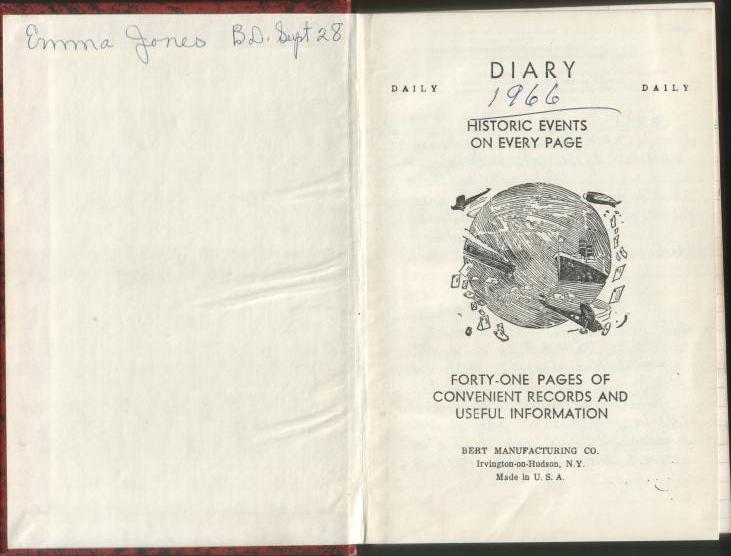 Emma Jones B.D. Sept 28
DIARY
DAILY DAILY
1966
HISTORIC EVENTS
ON EVERY PAGE
FORTY-ONE PAGES OF
CONVENIENT RECORDS AND
USEFUL INFORMATION
BERT MANUFACTURING CO.
Irvington-on-Hudson, N.Y.
Made in U. S. A.